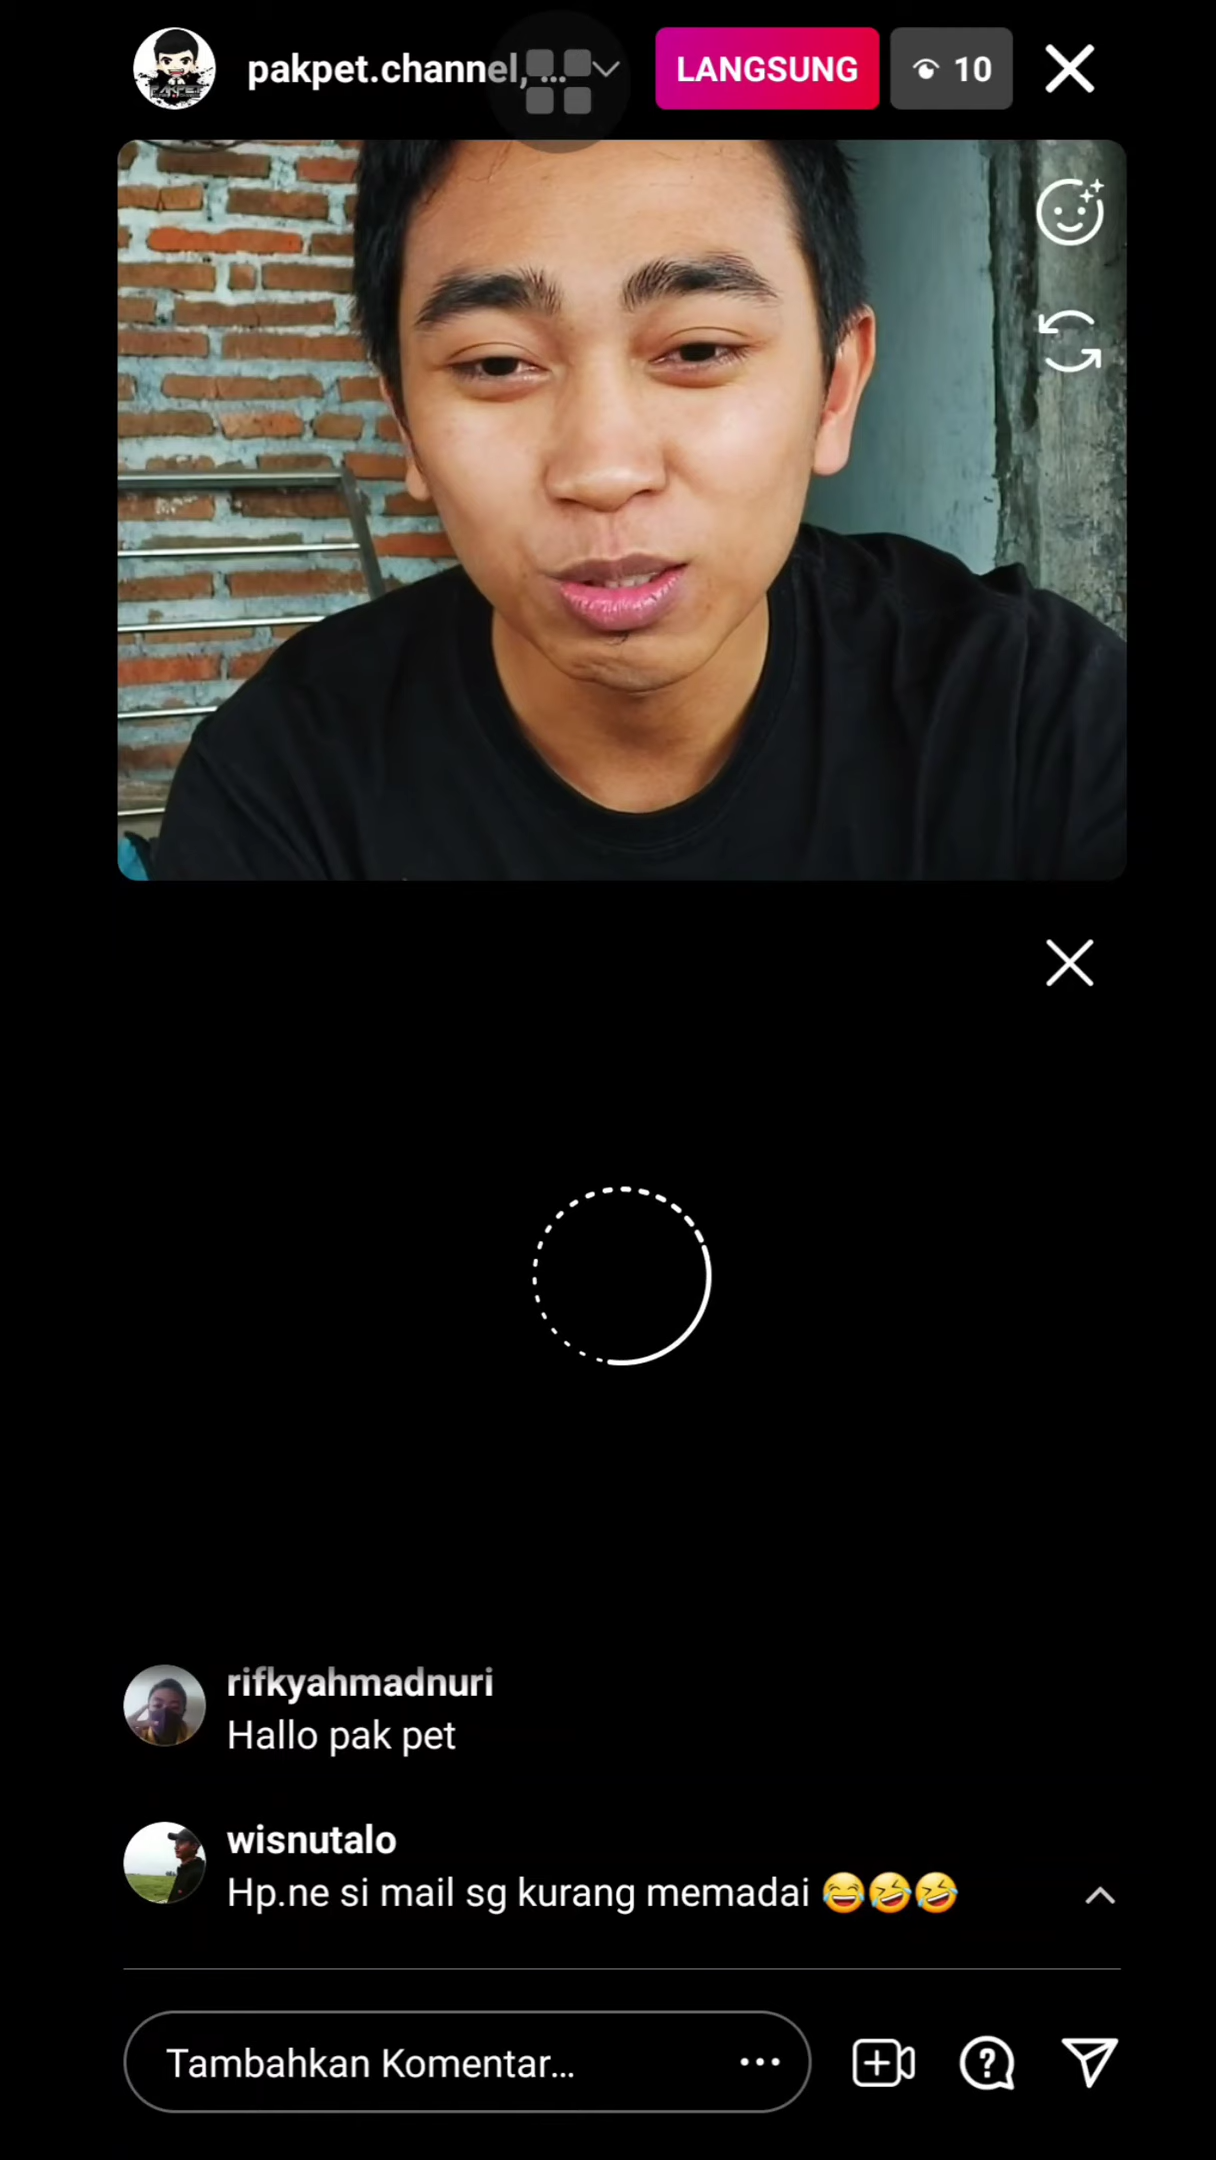 pakpet.channel, ...
LANGSUNG
10
rifkyahmadnuri
Hallo pak pet
wisnutalo
Hp.ne si mail sg kurang memadai 😂🤣🤣
Tambahkan Komentar...